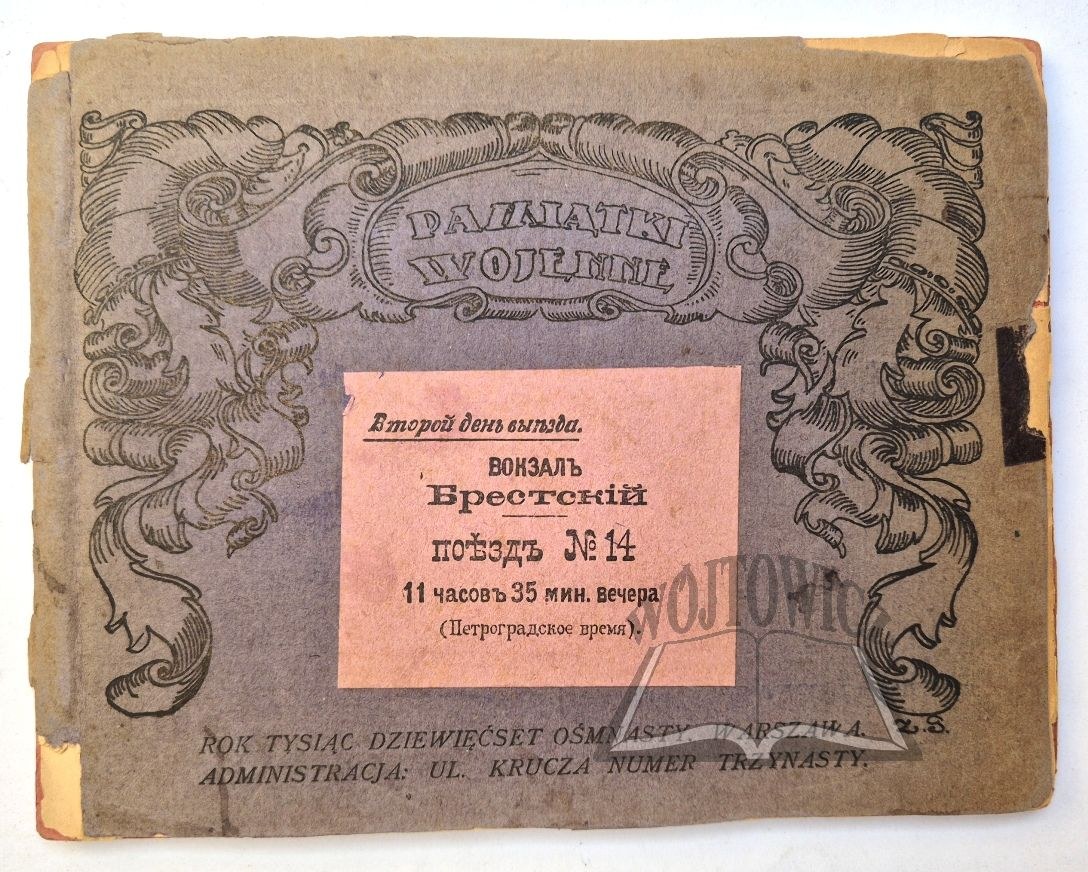 PAMIĄTKI
WOJENNE
Второй день выѣзда.
ВОКЗАЛЪ
Брестскій
поѣздъ № 14
11 часовъ 35 мин. вечера
(Петроградское время).
WOJTOWICZ
Z.S.
ROK TYSIĄC DZIEWIĘĆSET OŚMNASTY. WARSZAWA.
ADMINISTRACJA: UL. KRUCZA NUMER TRZYNASTY.